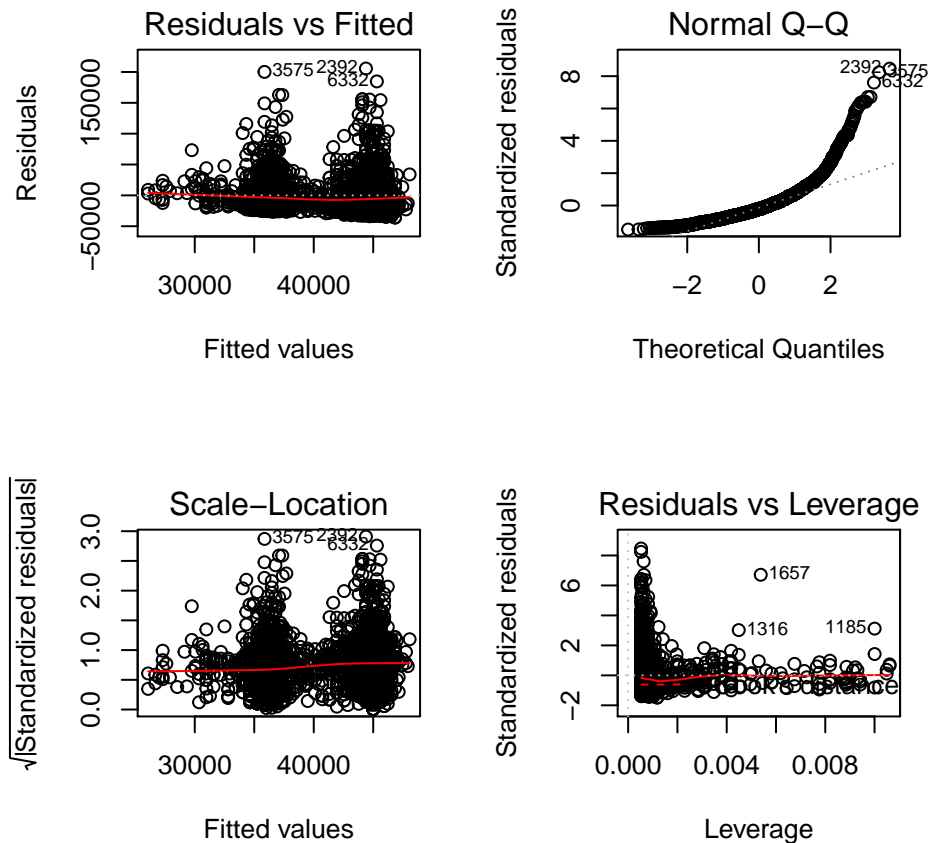 Residuals vs Fitted
Residuals
−50000
150000
3575
2392
6332
30000 40000
Fitted values
Normal Q−Q
Standardized residuals
0 4 8
2392
3575
6332
−2 0 2
Theoretical Quantiles
Scale−Location
√|Standardized residuals|
0.0 1.0 2.0 3.0
3575
2392
6332
30000 40000
Fitted values
Residuals vs Leverage
Standardized residuals
−2 2 6
1657
1316
1185
0.000 0.004 0.008
Leverage